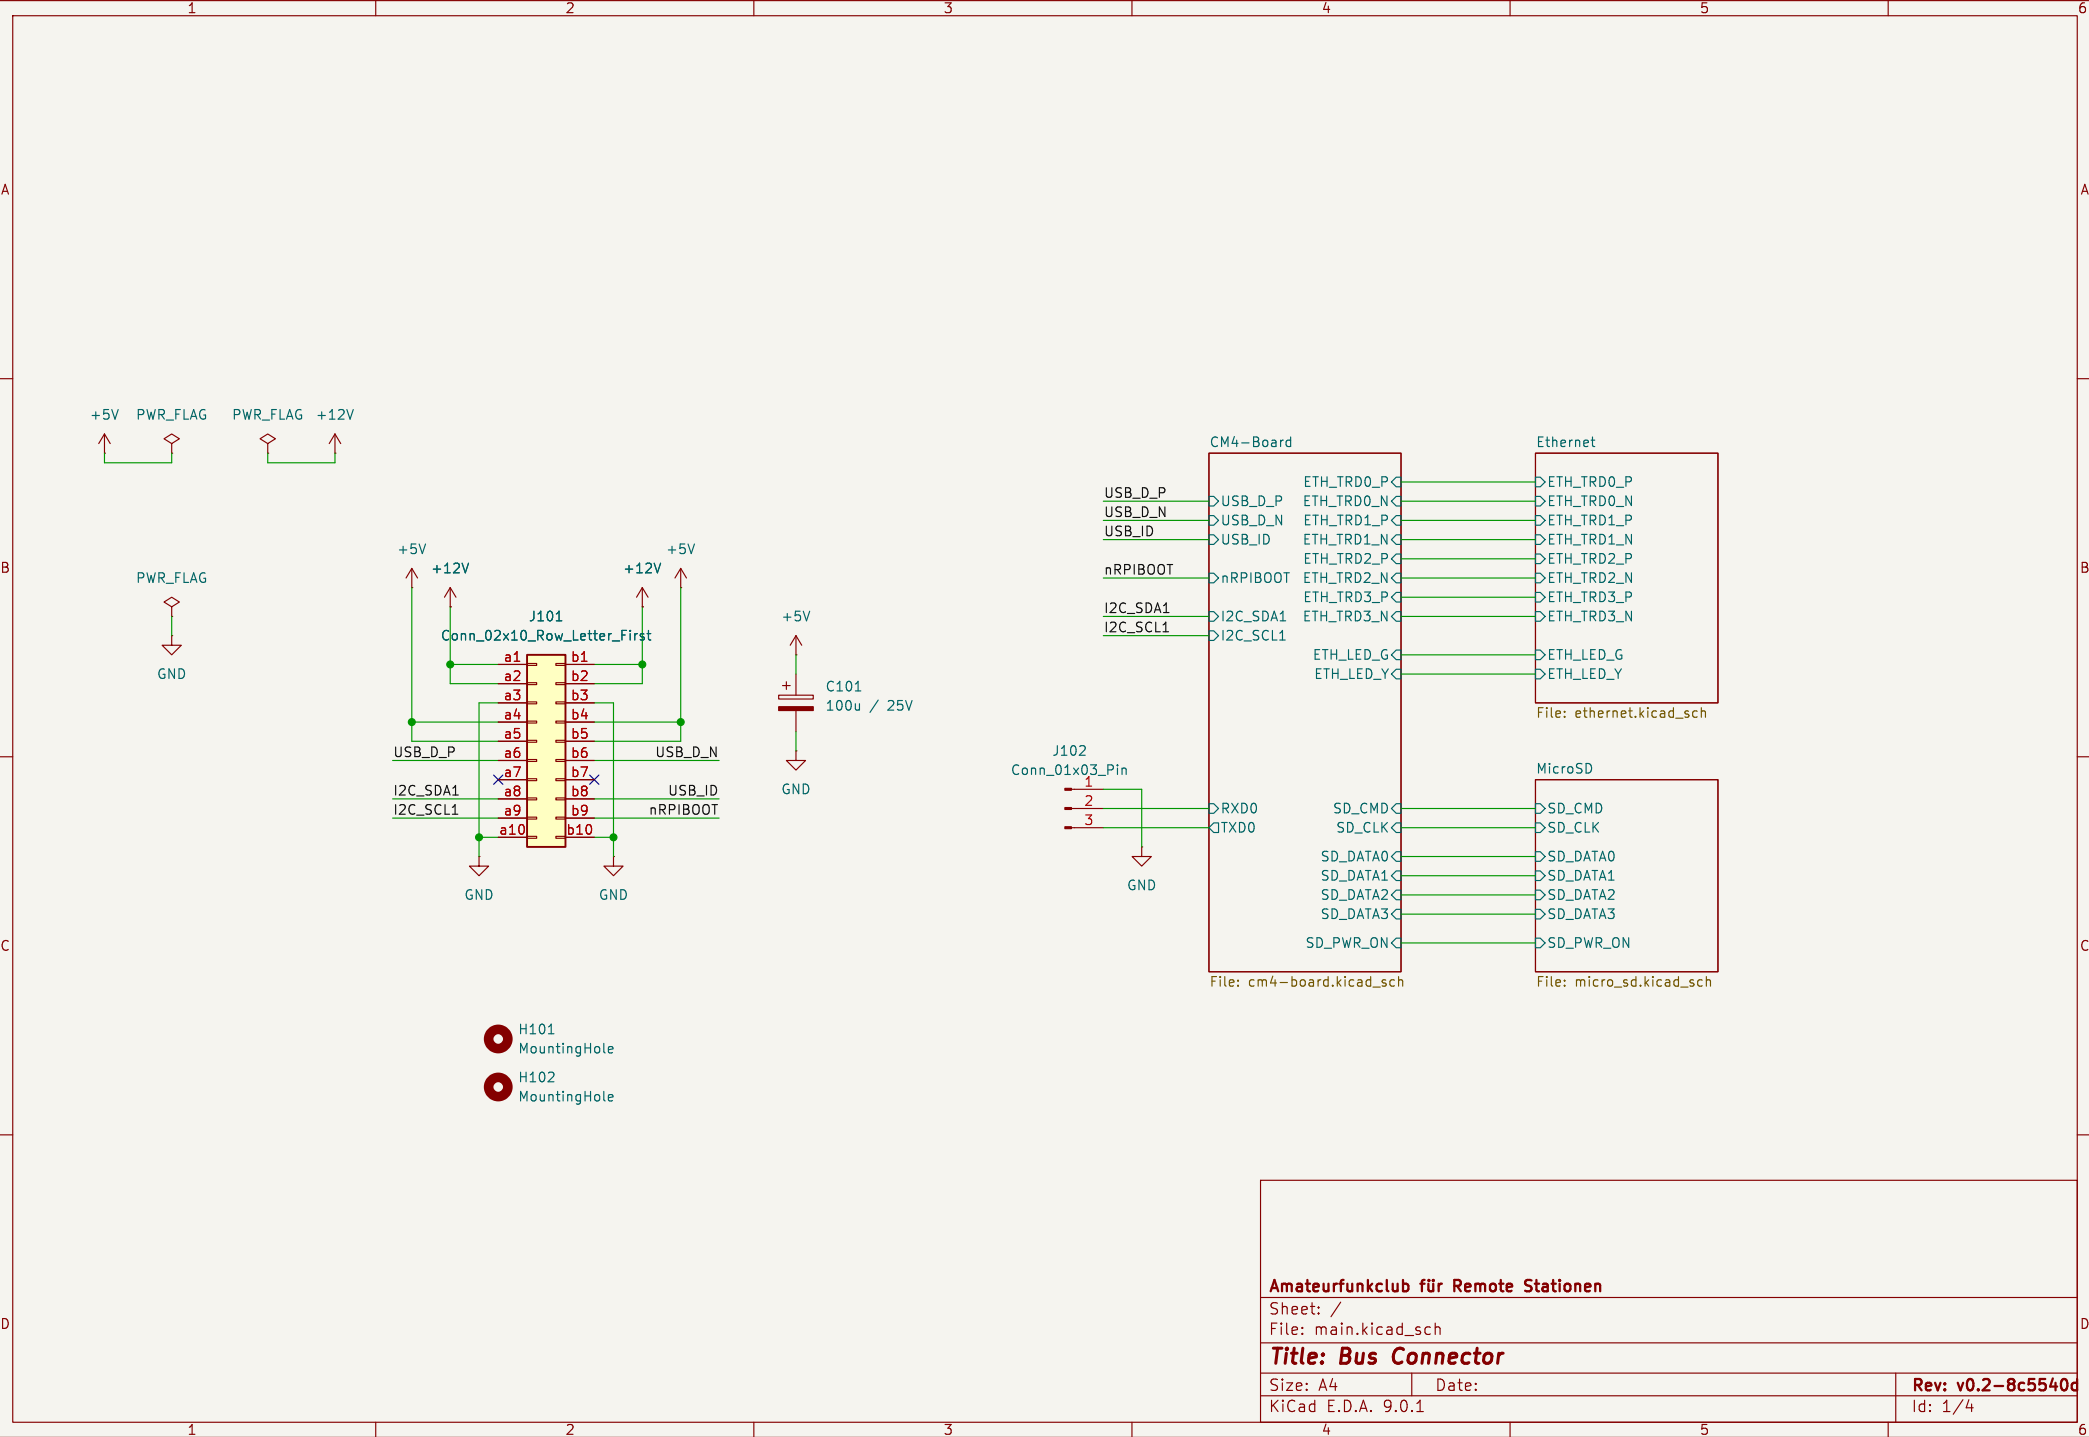 1 2 3 4 5 6
A A
+5V PWR_FLAG PWR_FLAG +12V
B B
PWR_FLAG
GND
+5V +12V +12V +5V
J101
Conn_02x10_Row_Letter_First
a1 b1
a2 b2
a3 b3
a4 b4
a5 b5
USB_D_P a6 b6 USB_D_N
a7 b7
I2C_SDA1 a8 b8 USB_ID
I2C_SCL1 a9 b9 nRPIBOOT
a10 b10
GND GND
+5V
+
C101
100u / 25V
GND
H101
MountingHole
H102
MountingHole
CM4-Board
USB_D_P USB_D_P
USB_D_N USB_D_N
USB_ID USB_ID
nRPIBOOT nRPIBOOT
I2C_SDA1 I2C_SDA1
I2C_SCL1 I2C_SCL1
J102
Conn_01x03_Pin
1
2 RXD0
3 TXD0
GND
ETH_TRD0_P
ETH_TRD0_N
ETH_TRD1_P
ETH_TRD1_N
ETH_TRD2_P
ETH_TRD2_N
ETH_TRD3_P
ETH_TRD3_N
ETH_LED_G
ETH_LED_Y
SD_CMD
SD_CLK
SD_DATA0
SD_DATA1
SD_DATA2
SD_DATA3
SD_PWR_ON
File: cm4-board.kicad_sch
Ethernet
ETH_TRD0_P
ETH_TRD0_N
ETH_TRD1_P
ETH_TRD1_N
ETH_TRD2_P
ETH_TRD2_N
ETH_TRD3_P
ETH_TRD3_N
ETH_LED_G
ETH_LED_Y
File: ethernet.kicad_sch
MicroSD
SD_CMD
SD_CLK
SD_DATA0
SD_DATA1
SD_DATA2
SD_DATA3
SD_PWR_ON
File: micro_sd.kicad_sch
C C
D D
Amateurfunkclub für Remote Stationen
Sheet: /
File: main.kicad_sch
Title: Bus Connector
Size: A4 Date: Rev: v0.2-8c5540d
KiCad E.D.A. 9.0.1 Id: 1/4
1 2 3 4 5 6